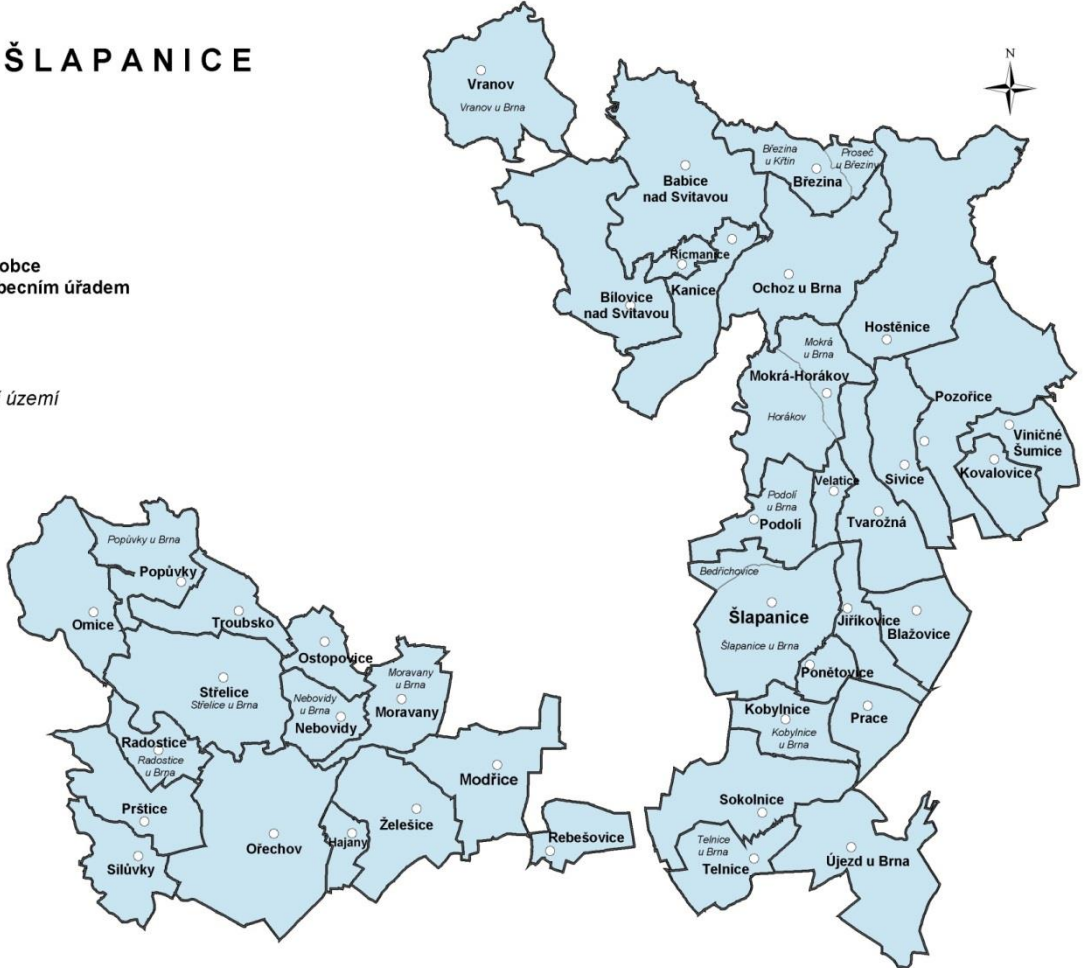 ŠLAPANICE
N
obce
becním úřadem
í území
Vranov
Vranov u Brna
Babice
nad Svitavou
Březina
u Křtin
Proseč
u Březiny
Březina
Řícmanice
Kanice
Bílovice
nad Svitavou
Ochoz u Brna
Hostěnice
Mokrá
u Brna
Mokrá-Horákov
Horákov
Pozořice
Viničné
Šumice
Kovalovice
Sivice
Velatice
Podolí
u Brna
Podolí
Tvarožná
Bedřichovice
Šlapanice
Šlapanice u Brna
Jiříkovice
Blažovice
Ponětovice
Kobylnice
Kobylnice
u Brna
Prace
Sokolnice
Telnice
u Brna
Telnice
Újezd u Brna
Popůvky u Brna
Popůvky
Omice
Troubsko
Ostopovice
Střelice
Střelice u Brna
Nebovidy
u Brna
Nebovidy
Moravany
u Brna
Moravany
Radostice
Radostice
u Brna
Modřice
Prštice
Silůvky
Ořechov
Hajany
Želešice
Rebešovice